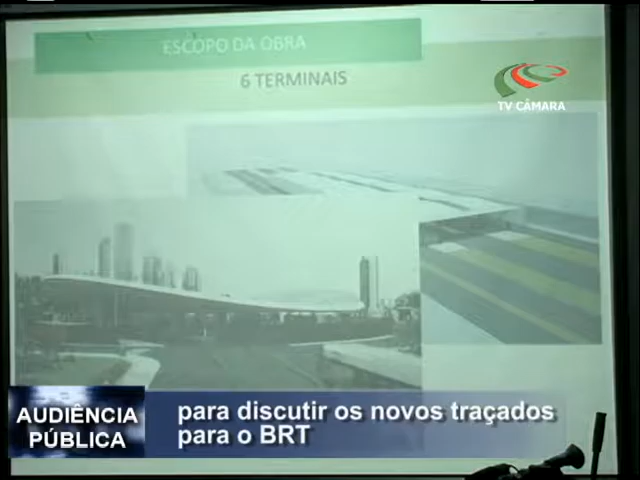 ESCOPO DA OBRA
6 TERMINAIS
TV CÂMARA
AUDIÊNCIA
PÚBLICA
para discutir os novos traçados
para o BRT